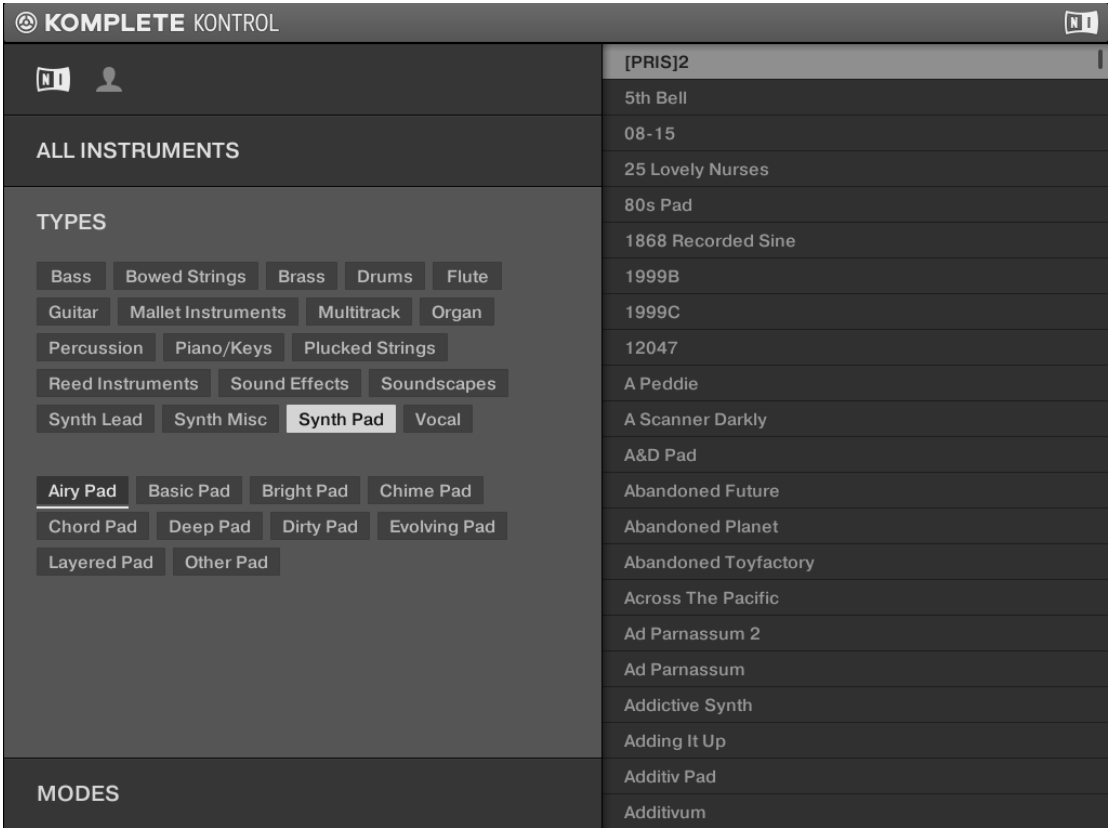 KOMPLETE KONTROL
NI
NI
ALL INSTRUMENTS
TYPES
Bass Bowed Strings Brass Drums Flute
Guitar Mallet Instruments Multitrack Organ
Percussion Piano/Keys Plucked Strings
Reed Instruments Sound Effects Soundscapes
Synth Lead Synth Misc Synth Pad Vocal
Airy Pad Basic Pad Bright Pad Chime Pad
Chord Pad Deep Pad Dirty Pad Evolving Pad
Layered Pad Other Pad
MODES
[PRIS]2
5th Bell
08-15
25 Lovely Nurses
80s Pad
1868 Recorded Sine
1999B
1999C
12047
A Peddie
A Scanner Darkly
A&D Pad
Abandoned Future
Abandoned Planet
Abandoned Toyfactory
Across The Pacific
Ad Parnassum 2
Ad Parnassum
Addictive Synth
Adding It Up
Additiv Pad
Additivum